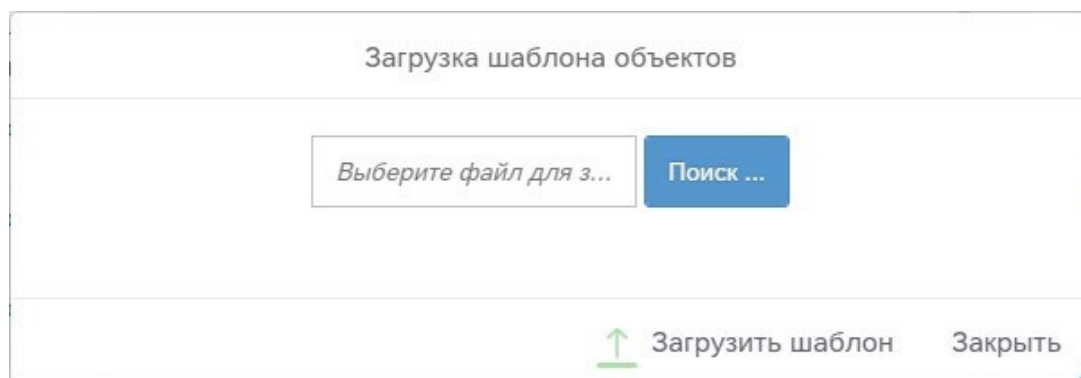 Загрузка шаблона объектов
Выберите файл для з... Поиск ...
Загрузить шаблон Закрыть